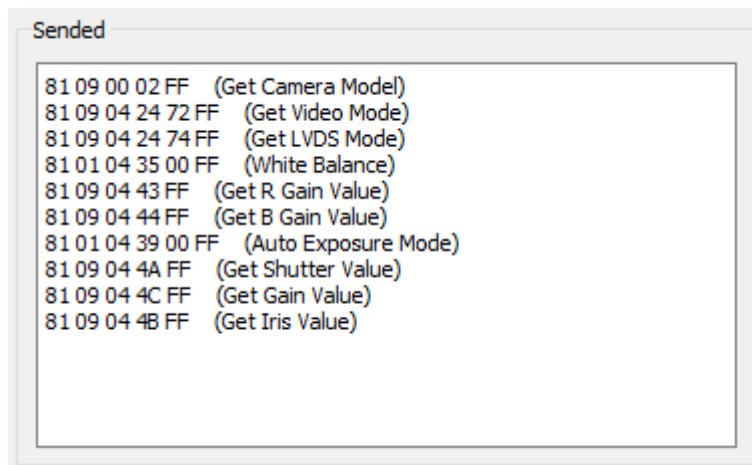 Sended
81 09 00 02 FF (Get Camera Model)
81 09 04 24 72 FF (Get Video Mode)
81 09 04 24 74 FF (Get LVDS Mode)
81 01 04 35 00 FF (White Balance)
81 09 04 43 FF (Get R Gain Value)
81 09 04 44 FF (Get B Gain Value)
81 01 04 39 00 FF (Auto Exposure Mode)
81 09 04 4A FF (Get Shutter Value)
81 09 04 4C FF (Get Gain Value)
81 09 04 4B FF (Get Iris Value)